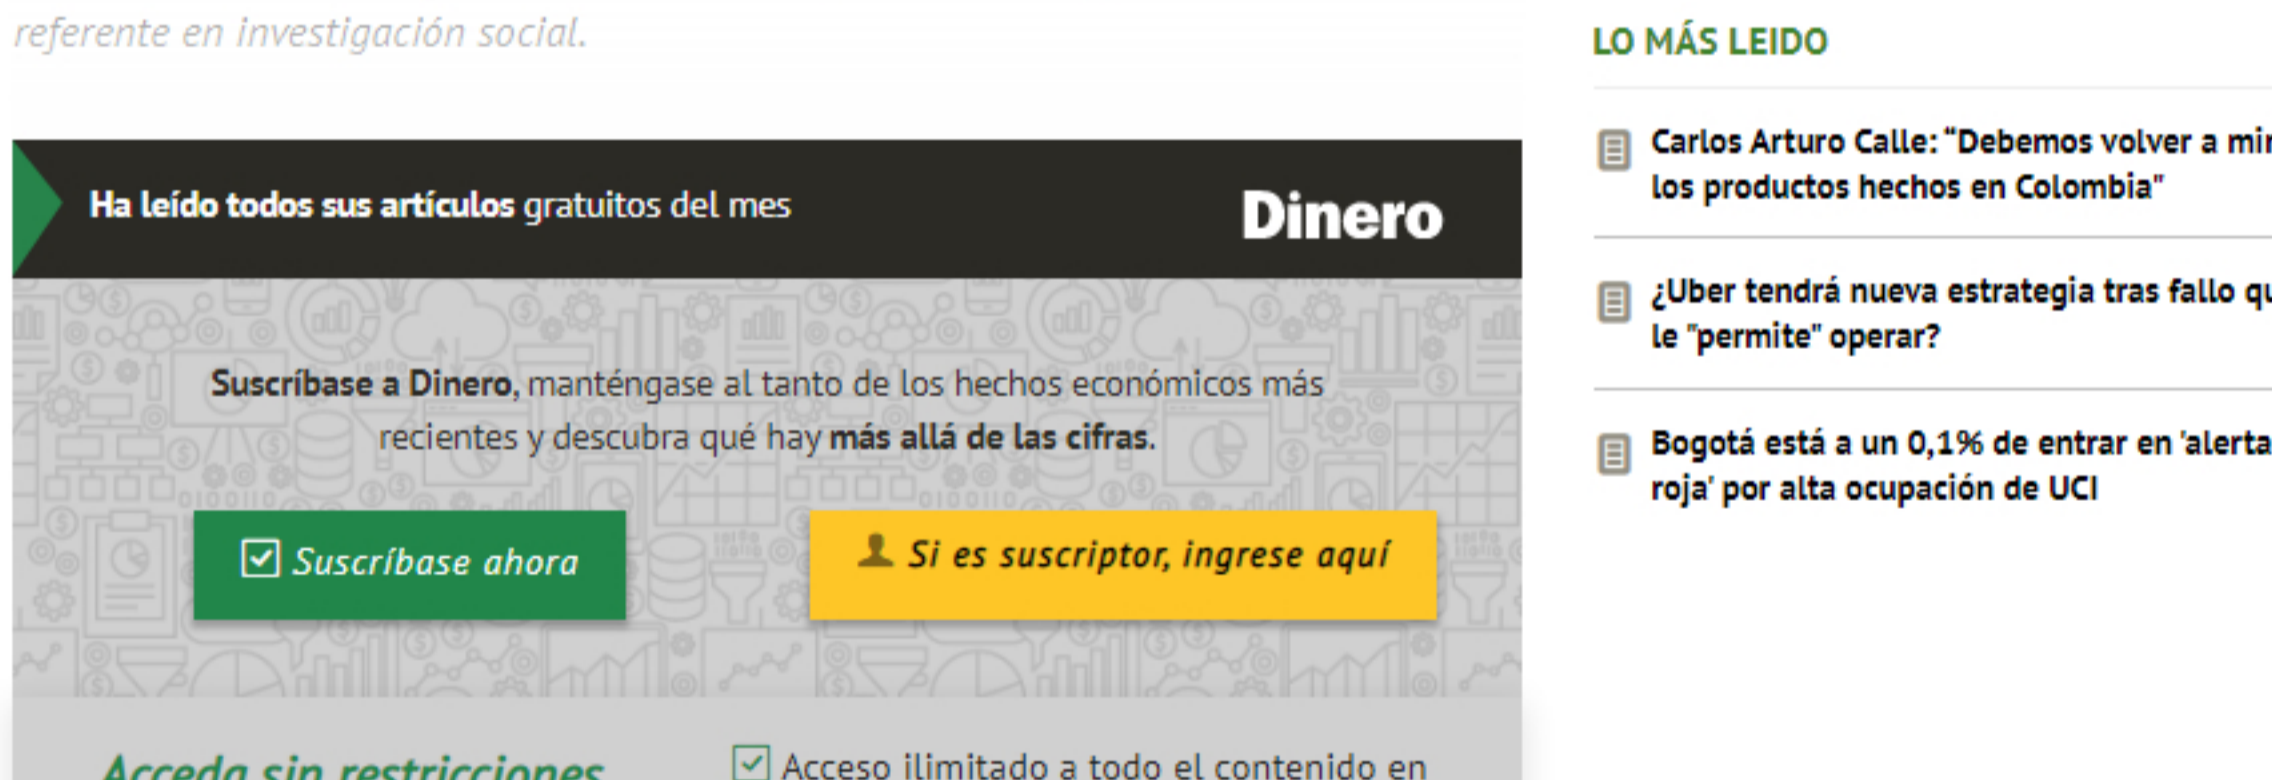 referente en investigación social.
Ha leído todos sus artículos gratuitos del mes
Dinero
Suscríbase a Dinero, manténgase al tanto de los hechos económicos más
recientes y descubra qué hay más allá de las cifras.
Suscríbase ahora
Si es suscriptor, ingrese aquí
Acceda sin restricciones
Acceso ilimitado a todo el contenido en
LO MÁS LEIDO
Carlos Arturo Calle: “Debemos volver a
los productos hechos en Colombia"
¿Uber tendrá nueva estrategia tras fallo
le "permite" operar?
Bogotá está a un 0,1% de entrar en 'alerta
roja' por alta ocupación de UCI